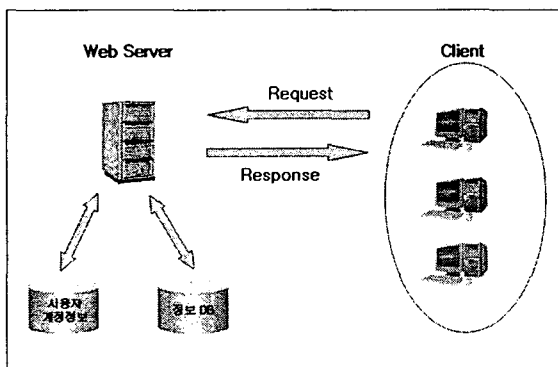 Web Server
Client
Request
Response
사용자
계정정보
정보 DB